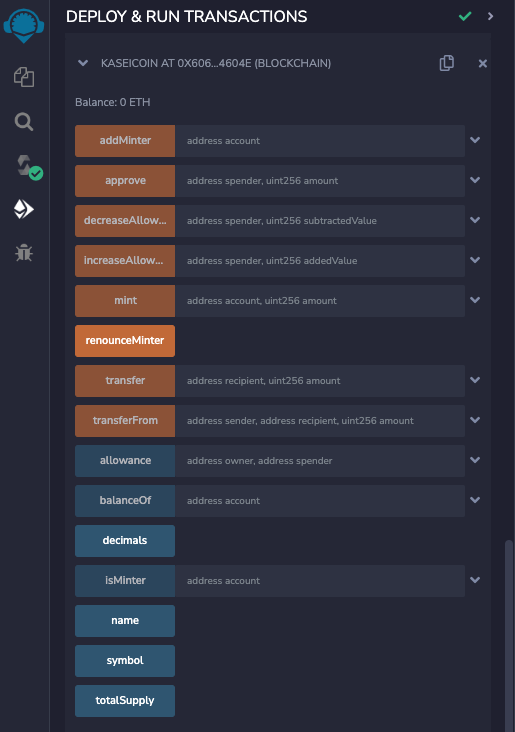 DEPLOY & RUN TRANSACTIONS
KASEICOIN AT 0X606...4604E (BLOCKCHAIN)
Balance: 0 ETH
addMinter address account
approve address spender, uint256 amount
decreaseAllow... address spender, uint256 subtractedValue
increaseAllow... address spender, uint256 addedValue
mint address account, uint256 amount
renounceMinter
transfer address recipient, uint256 amount
transferFrom address sender, address recipient, uint256 amount
allowance address owner, address spender
balanceOf address account
decimals
isMinter address account
name
symbol
totalSupply